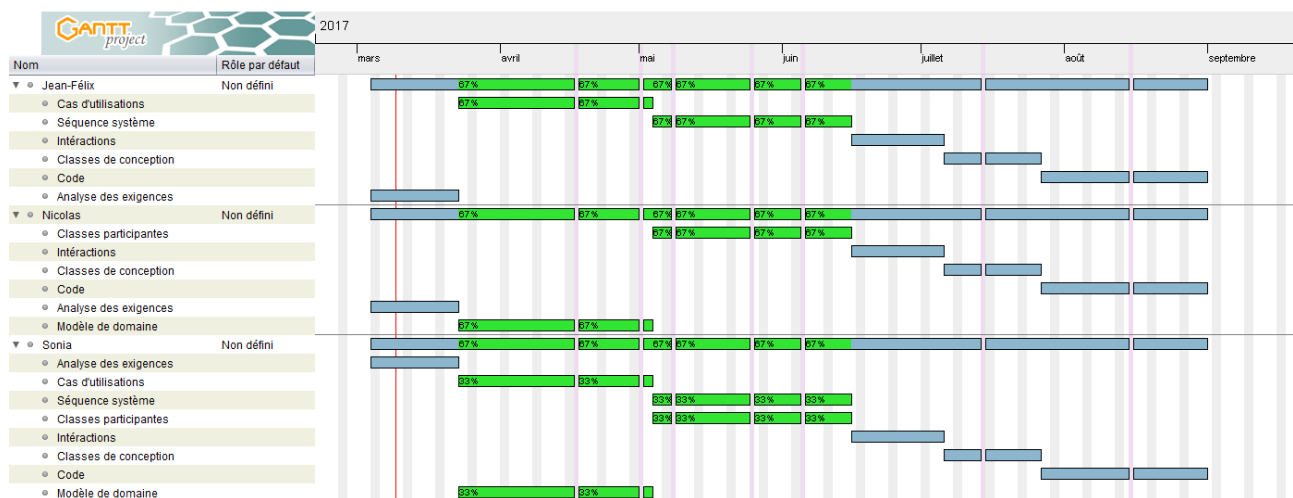 GANTT project
2017
Nom Rôle par défaut mars avril mai juin juillet août septembre
Jean-Félix Non défini 67% 67% 67% 67% 67% 67%
Cas d'utilisations 67% 67%
Séquence système 67% 67% 67% 67%
Intéractions
Classes de conception
Code
Analyse des exigences
Nicolas Non défini 67% 67% 67% 67% 67% 67%
Classes participantes 67% 67% 67% 67%
Intéractions
Classes de conception
Code
Analyse des exigences
Modèle de domaine 67% 67%
Sonia Non défini 67% 67% 67% 67% 67% 67%
Analyse des exigences
Cas d'utilisations 33% 33%
Séquence système 33% 33% 33% 33%
Classes participantes 33% 33% 33% 33%
Intéractions
Classes de conception
Code
Modèle de domaine 33% 33%